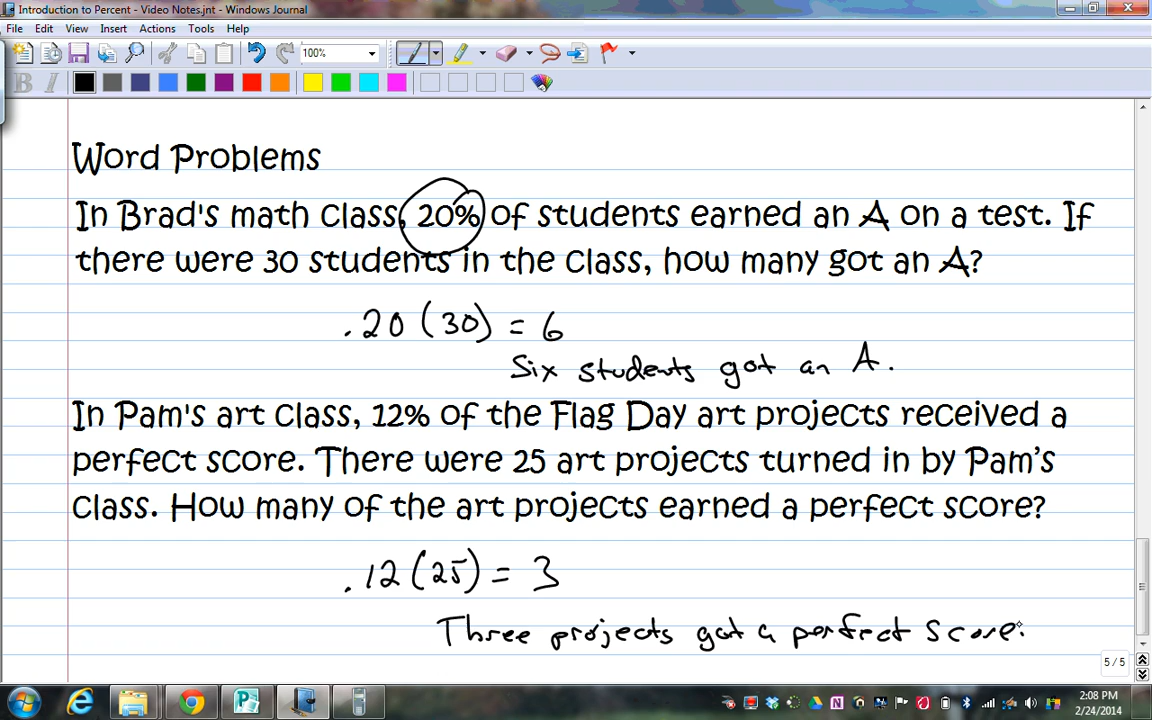 Introduction to Percent - Video Notes.jnt - Windows Journal
File Edit View Insert Actions Tools Help
100%
B I
Word Problems
In Brad's math class, 20% of students earned an A on a test. If
there were 30 students in the class, how many got an A?
.20 (30) = 6
Six students got an A.
In Pam's art class, 12% of the Flag Day art projects received a
perfect score. There were 25 art projects turned in by Pam's
class. How many of the art projects earned a perfect score?
.12 (25) = 3
Three projects got a perfect score.
5 / 5
2:08 PM
2/24/2014